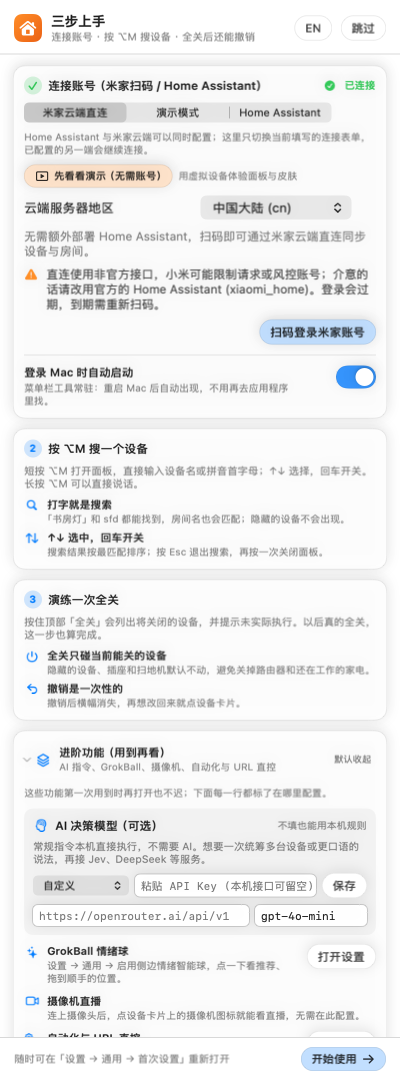 三步上手
连接账号 · 按 ⌥M 搜设备 · 全关后还能撤销
EN
跳过
连接账号（米家扫码 / Home Assistant）
已连接
米家云端直连
演示模式
Home Assistant
Home Assistant 与米家云端可以同时配置；这里只切换当前填写的连接表单，
已配置的另一端会继续连接。
先看看演示（无需账号）
用虚拟设备体验面板与皮肤
云端服务器地区
中国大陆 (cn)
无需额外部署 Home Assistant，扫码即可通过米家云端直连同步
设备与房间。
直连使用非官方接口，小米可能限制请求或风控账号；介意的
话请改用官方的 Home Assistant (xiaomi_home)。登录会过
期，到期需重新扫码。
扫码登录米家账号
登录 Mac 时自动启动
菜单栏工具常驻：重启 Mac 后自动出现，不用再去应用程序
里找。
2
按 ⌥M 搜一个设备
短按 ⌥M 打开面板，直接输入设备名或拼音首字母；↑↓ 选择，回车开关。
长按 ⌥M 可以直接说话。
打字就是搜索
「书房灯」和 sfd 都能找到，房间名也会匹配；隐藏的设备不会出现。
↑↓ 选中，回车开关
搜索结果按最匹配排序；按 Esc 退出搜索，再按一次关闭面板。
3
演练一次全关
按住顶部「全关」会列出将关闭的设备，并提示未实际执行。以后真的全关，
这一步也算完成。
全关只碰当前能关的设备
隐藏的设备、插座和扫地机默认不动，避免关掉路由器和还在工作的家电。
撤销是一次性的
撤销后横幅消失，再想改回来就点设备卡片。
进阶功能（用到再看）
AI 指令、GrokBall、摄像机、自动化与 URL 直控
默认收起
这些功能第一次用到时再打开也不迟；下面每一行都标了在哪里配置。
AI 决策模型（可选）
不填也能用本机规则
常规指令本机直接执行，不需要 AI。想要一次统筹多台设备或更口语的
说法，再接 Jev、DeepSeek 等服务。
自定义
粘贴 API Key (本机接口可留空)
保存
https://openrouter.ai/api/v1
gpt-4o-mini
GrokBall 情绪球
设置 → 通用 → 启用侧边情绪智能球，点一下看推荐、
拖到顺手的位置。
打开设置
摄像机直播
连上摄像头后，点设备卡片上的摄像机图标就能看直播，无需在此配置。
随时可在「设置 → 通用 → 首次设置」重新打开
开始使用 →